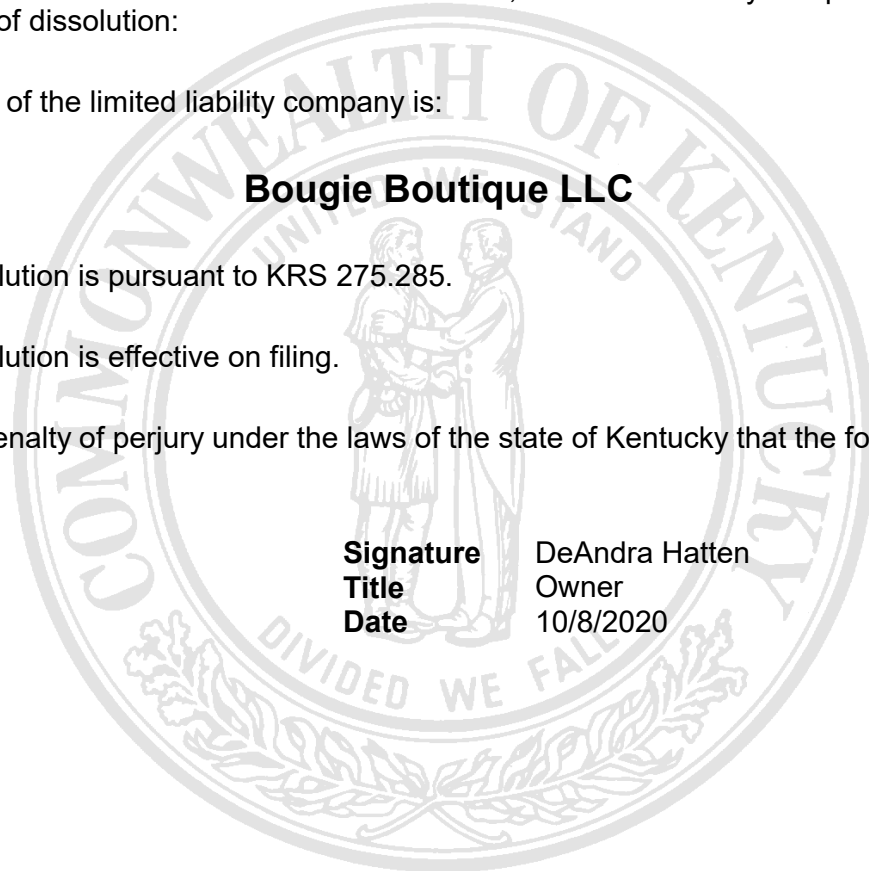 of dissolution:
of the limited liability company is:
Bougie Boutique LLC
lution is pursuant to KRS 275.285.
lution is effective on filing.
enalty of perjury under the laws of the state of Kentucky that the fo
Signature DeAndra Hatten
Title Owner
Date 10/8/2020
COMMONWEALTH OF KENTUCKY
UNITED WE STAND
DIVIDED WE FALL